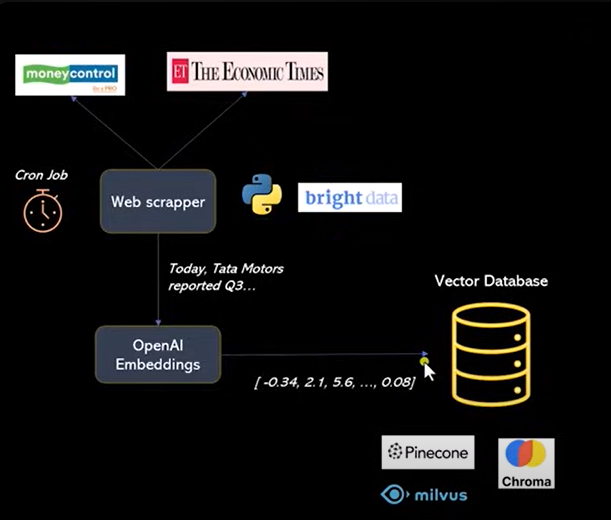 moneycontrol
ET THE ECONOMIC TIMES
Cron Job
Web scrapper
bright data
Today, Tata Motors
reported Q3...
Vector Database
OpenAI
Embeddings
[ -0.34, 2.1, 5.6, ..., 0.08]
Pinecone
Chroma
milvus